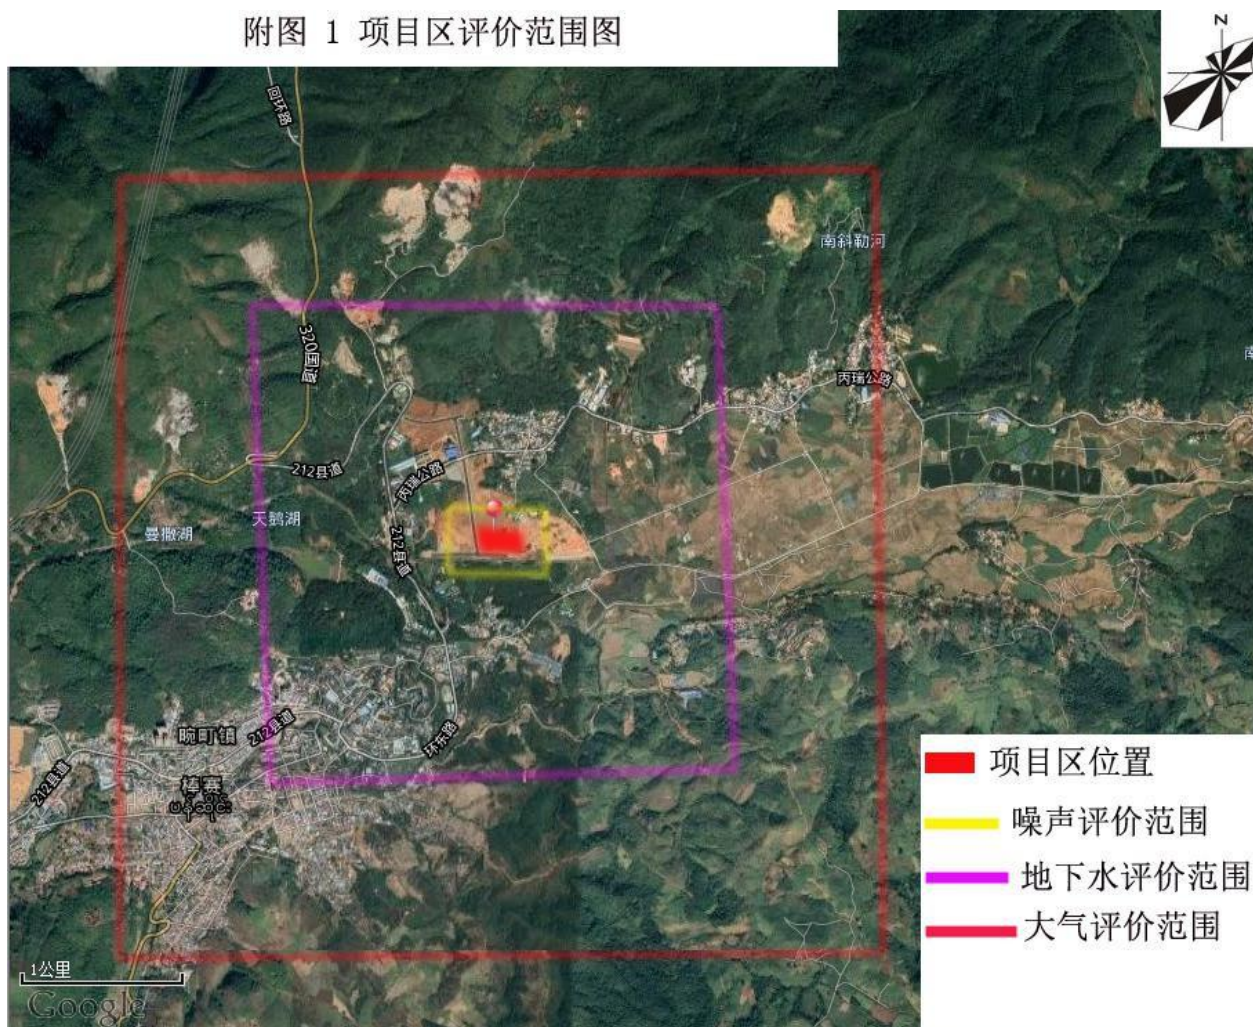 附图 1 项目区评价范围图
N
回环路
南斜勒河
320国道
南
丙瑞公路
212县道
丙瑞公路
天鹅湖
曼撒湖
212县道
畹町镇
212县道
环东路
212县道
棒赛
项目区位置
噪声评价范围
地下水评价范围
大气评价范围
1公里
Google